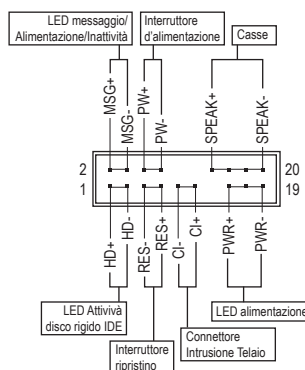 LED messaggio/
Alimentazione/Inattività
Interruttore
d'alimentazione
Casse
MSG+
MSG-
PW+
PW-
SPEAK+
SPEAK-
2
20
1
19
HD+
HD-
RES-
RES+
CI-
CI+
PWR+
PWR-
LED Attivivà
disco rigido IDE
Interruttore
ripristino
Connettore
Intrusione Telaio
LED alimentazione